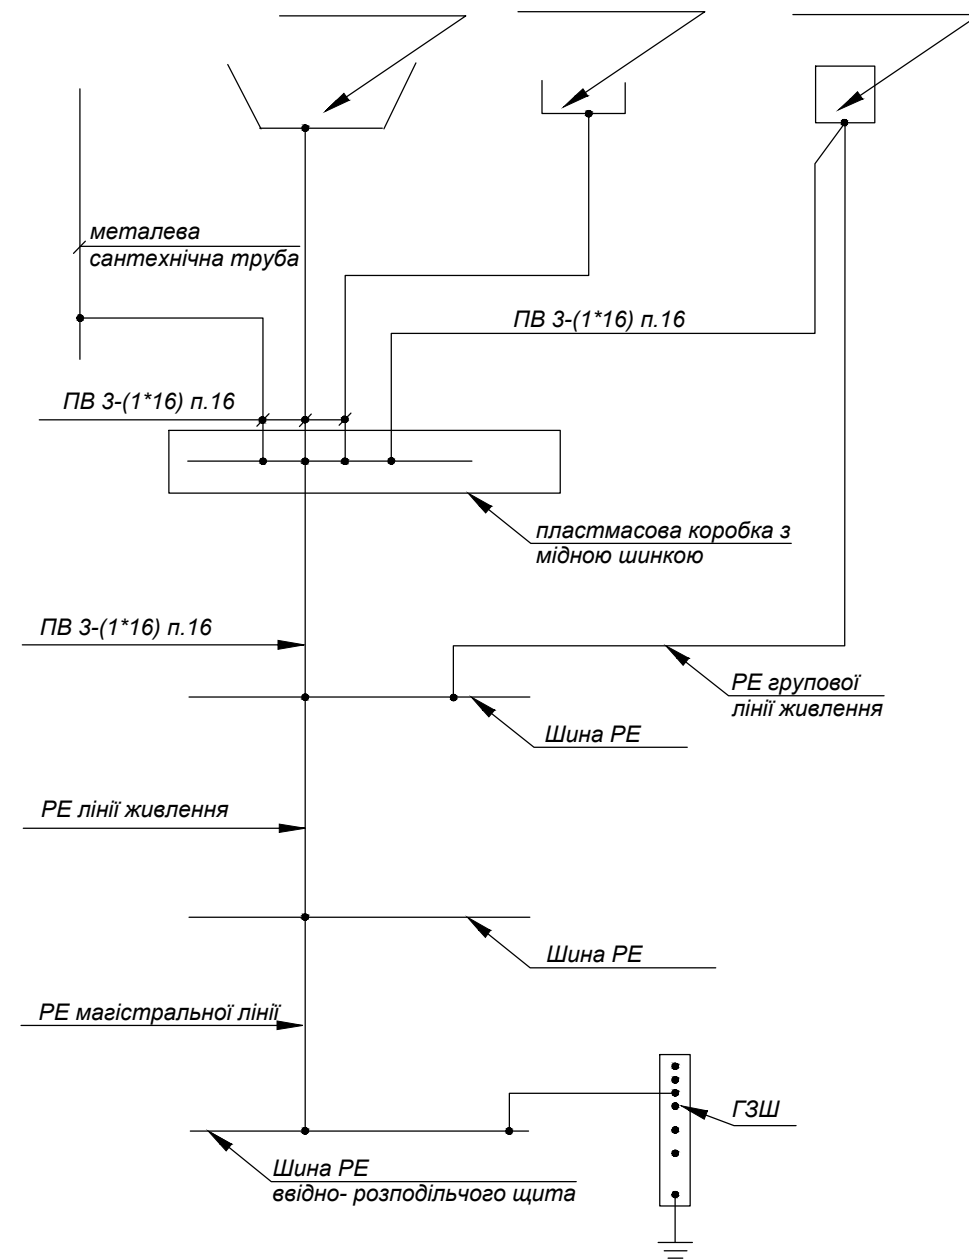 металева
сантехнічна труба
ПВ 3-(1*16) п.16
ПВ 3-(1*16) п.16
пластмасова коробка з
мідною шинкою
ПВ 3-(1*16) п.16
РЕ групової
лінії живлення
Шина РЕ
РЕ лінії живлення
Шина РЕ
РЕ магістральної лінії
ГЗШ
Шина РЕ
ввідно- розподільчого щита